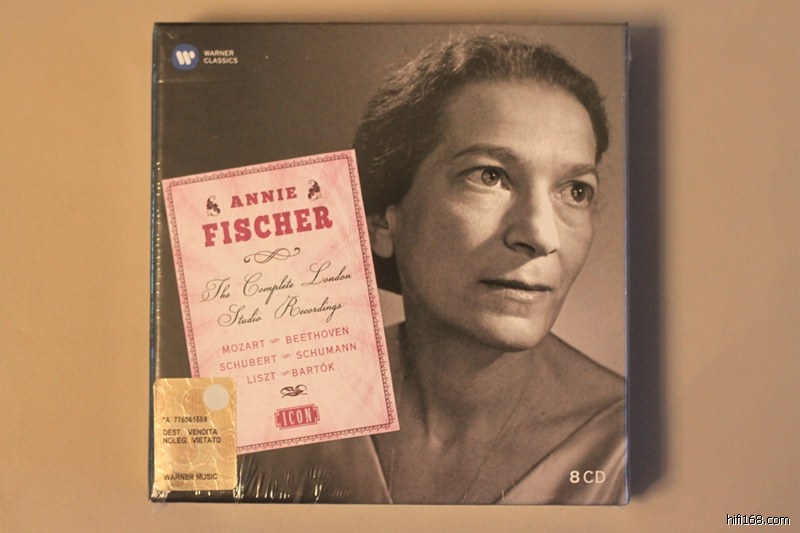 WARNER
CLASSICS
ANNIE
FISCHER
The Complete London
Studio Recordings
MOZART ~ BEETHOVEN
SCHUBERT ~ SCHUMANN
LISZT ~ BARTÓK
ICON
*A 775061559
DEST. VENDITA
NOLEG. VIETATO
WARNER MUSIC
8 CD
hifi168.com